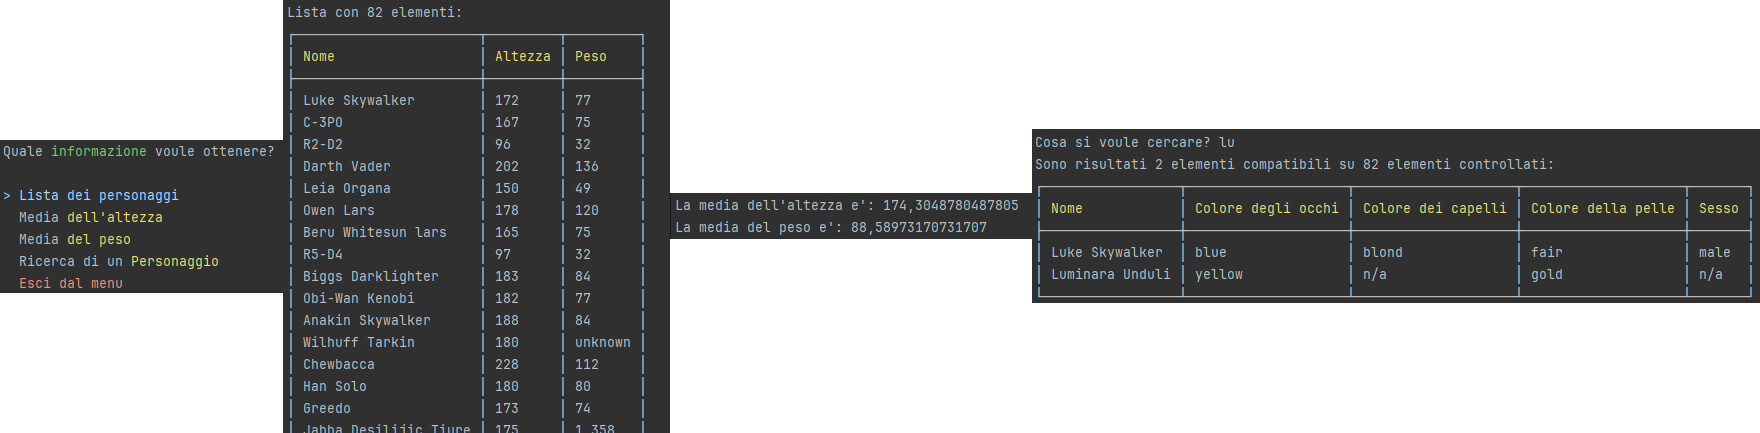 Quale informazione voule ottenere?
> Lista dei personaggi
Media dell'altezza
Media del peso
Ricerca di un Personaggio
Esci dal menu
Lista con 82 elementi:
Nome Altezza Peso
Luke Skywalker 172 77
C-3PO 167 75
R2-D2 96 32
Darth Vader 202 136
Leia Organa 150 49
Owen Lars 178 120
Beru Whitesun lars 165 75
R5-D4 97 32
Biggs Darklighter 183 84
Obi-Wan Kenobi 182 77
Anakin Skywalker 188 84
Wilhuff Tarkin 180 unknown
Chewbacca 228 112
Han Solo 180 80
Greedo 173 74
Jabba Desilijic Tiure 175 1,358
La media dell'altezza e': 174,3048780487805
La media del peso e': 88,58973170731707
Cosa si voule cercare? lu
Sono risultati 2 elementi compatibili su 82 elementi controllati:
Nome Colore degli occhi Colore dei capelli Colore della pelle Sesso
Luke Skywalker blue blond fair male
Luminara Unduli yellow n/a gold n/a